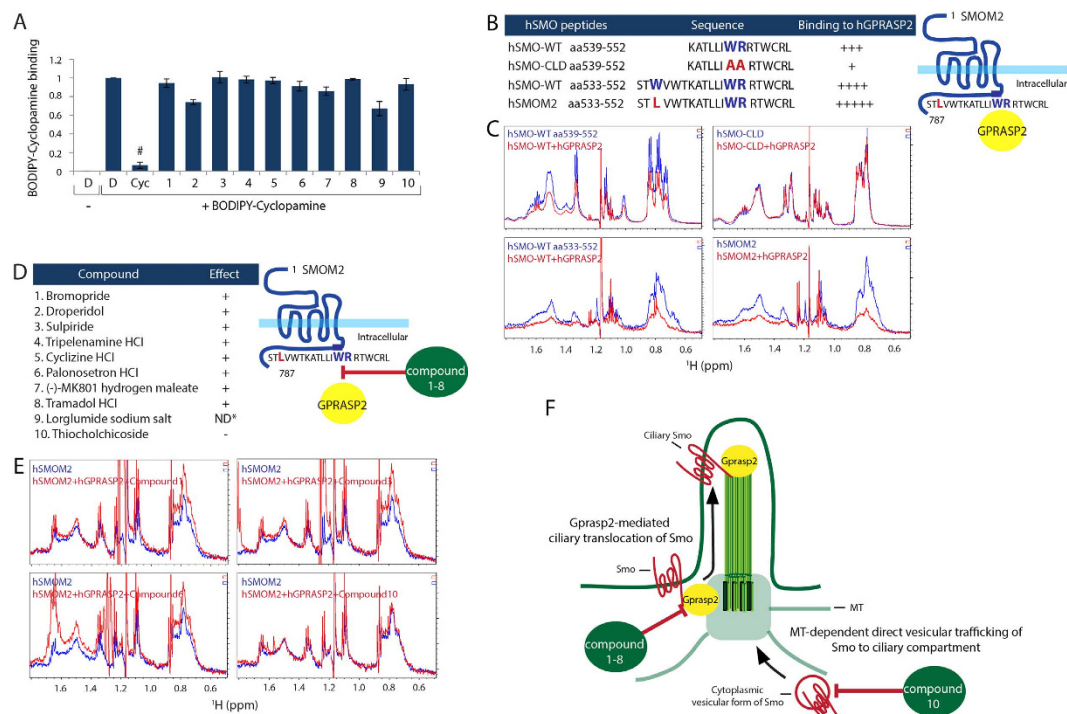 A
BODIPY-Cyclopamine binding
1.2
1
0.8
0.6
0.4
0.2
0
#
D D Cyc 1 2 3 4 5 6 7 8 9 10
- + BODIPY-Cyclopamine
B
hSMO peptides Sequence Binding to hGPRASP2
hSMO-WT aa539-552 KATLLIWRRTWCRL +++
hSMO-CLD aa539-552 KATLLIAARTWCRL +
hSMO-WT aa533-552 STWVWTKATLLIWRRTWCRL ++++
hSMOM2 aa533-552 STLVWTKATLLIWRRTWCRL +++++
1 SMOM2
Intracellular
STLVWTKATLLIWRRTWCRL
787
GPRASP2
C
hSMO-WT aa539-552
hSMO-WT+hGPRASP2
hSMO-CLD
hSMO-CLD+hGPRASP2
hSMO-WT aa533-552
hSMO-WT+hGPRASP2
hSMOM2
hSMOM2+hGPRASP2
1.6 1.4 1.2 1.0 0.8 0.6
1.6 1.4 1.2 1.0 0.8 0.6
¹H (ppm)
D
Compound Effect
1. Bromopride +
2. Droperidol +
3. Sulpiride +
4. Tripelenamine HCl +
5. Cyclizine HCl +
6. Palonosetron HCl +
7. (-)-MK801 hydrogen maleate +
8. Tramadol HCl +
9. Lorglumide sodium salt ND*
10. Thiocholchicoside -
1 SMOM2
Intracellular
STLVWTKATLLIWRRTWCRL
787
GPRASP2
compound
1-8
E
hSMOM2
hSMOM2+hGPRASP2+Compound1
hSMOM2
hSMOM2+hGPRASP2+Compound3
hSMOM2
hSMOM2+hGPRASP2+Compound6
hSMOM2
hSMOM2+hGPRASP2+Compound10
1.6 1.4 1.2 1.0 0.8 0.6
1.6 1.4 1.2 1.0 0.8 0.6
¹H (ppm)
F
Ciliary Smo
Gprasp2
Gprasp2-mediated
ciliary translocation of Smo
Smo
Gprasp2
compound
1-8
MT
MT-dependent direct vesicular trafficking of
Smo to ciliary compartment
Cytoplasmic
vesicular form of Smo
compound
10